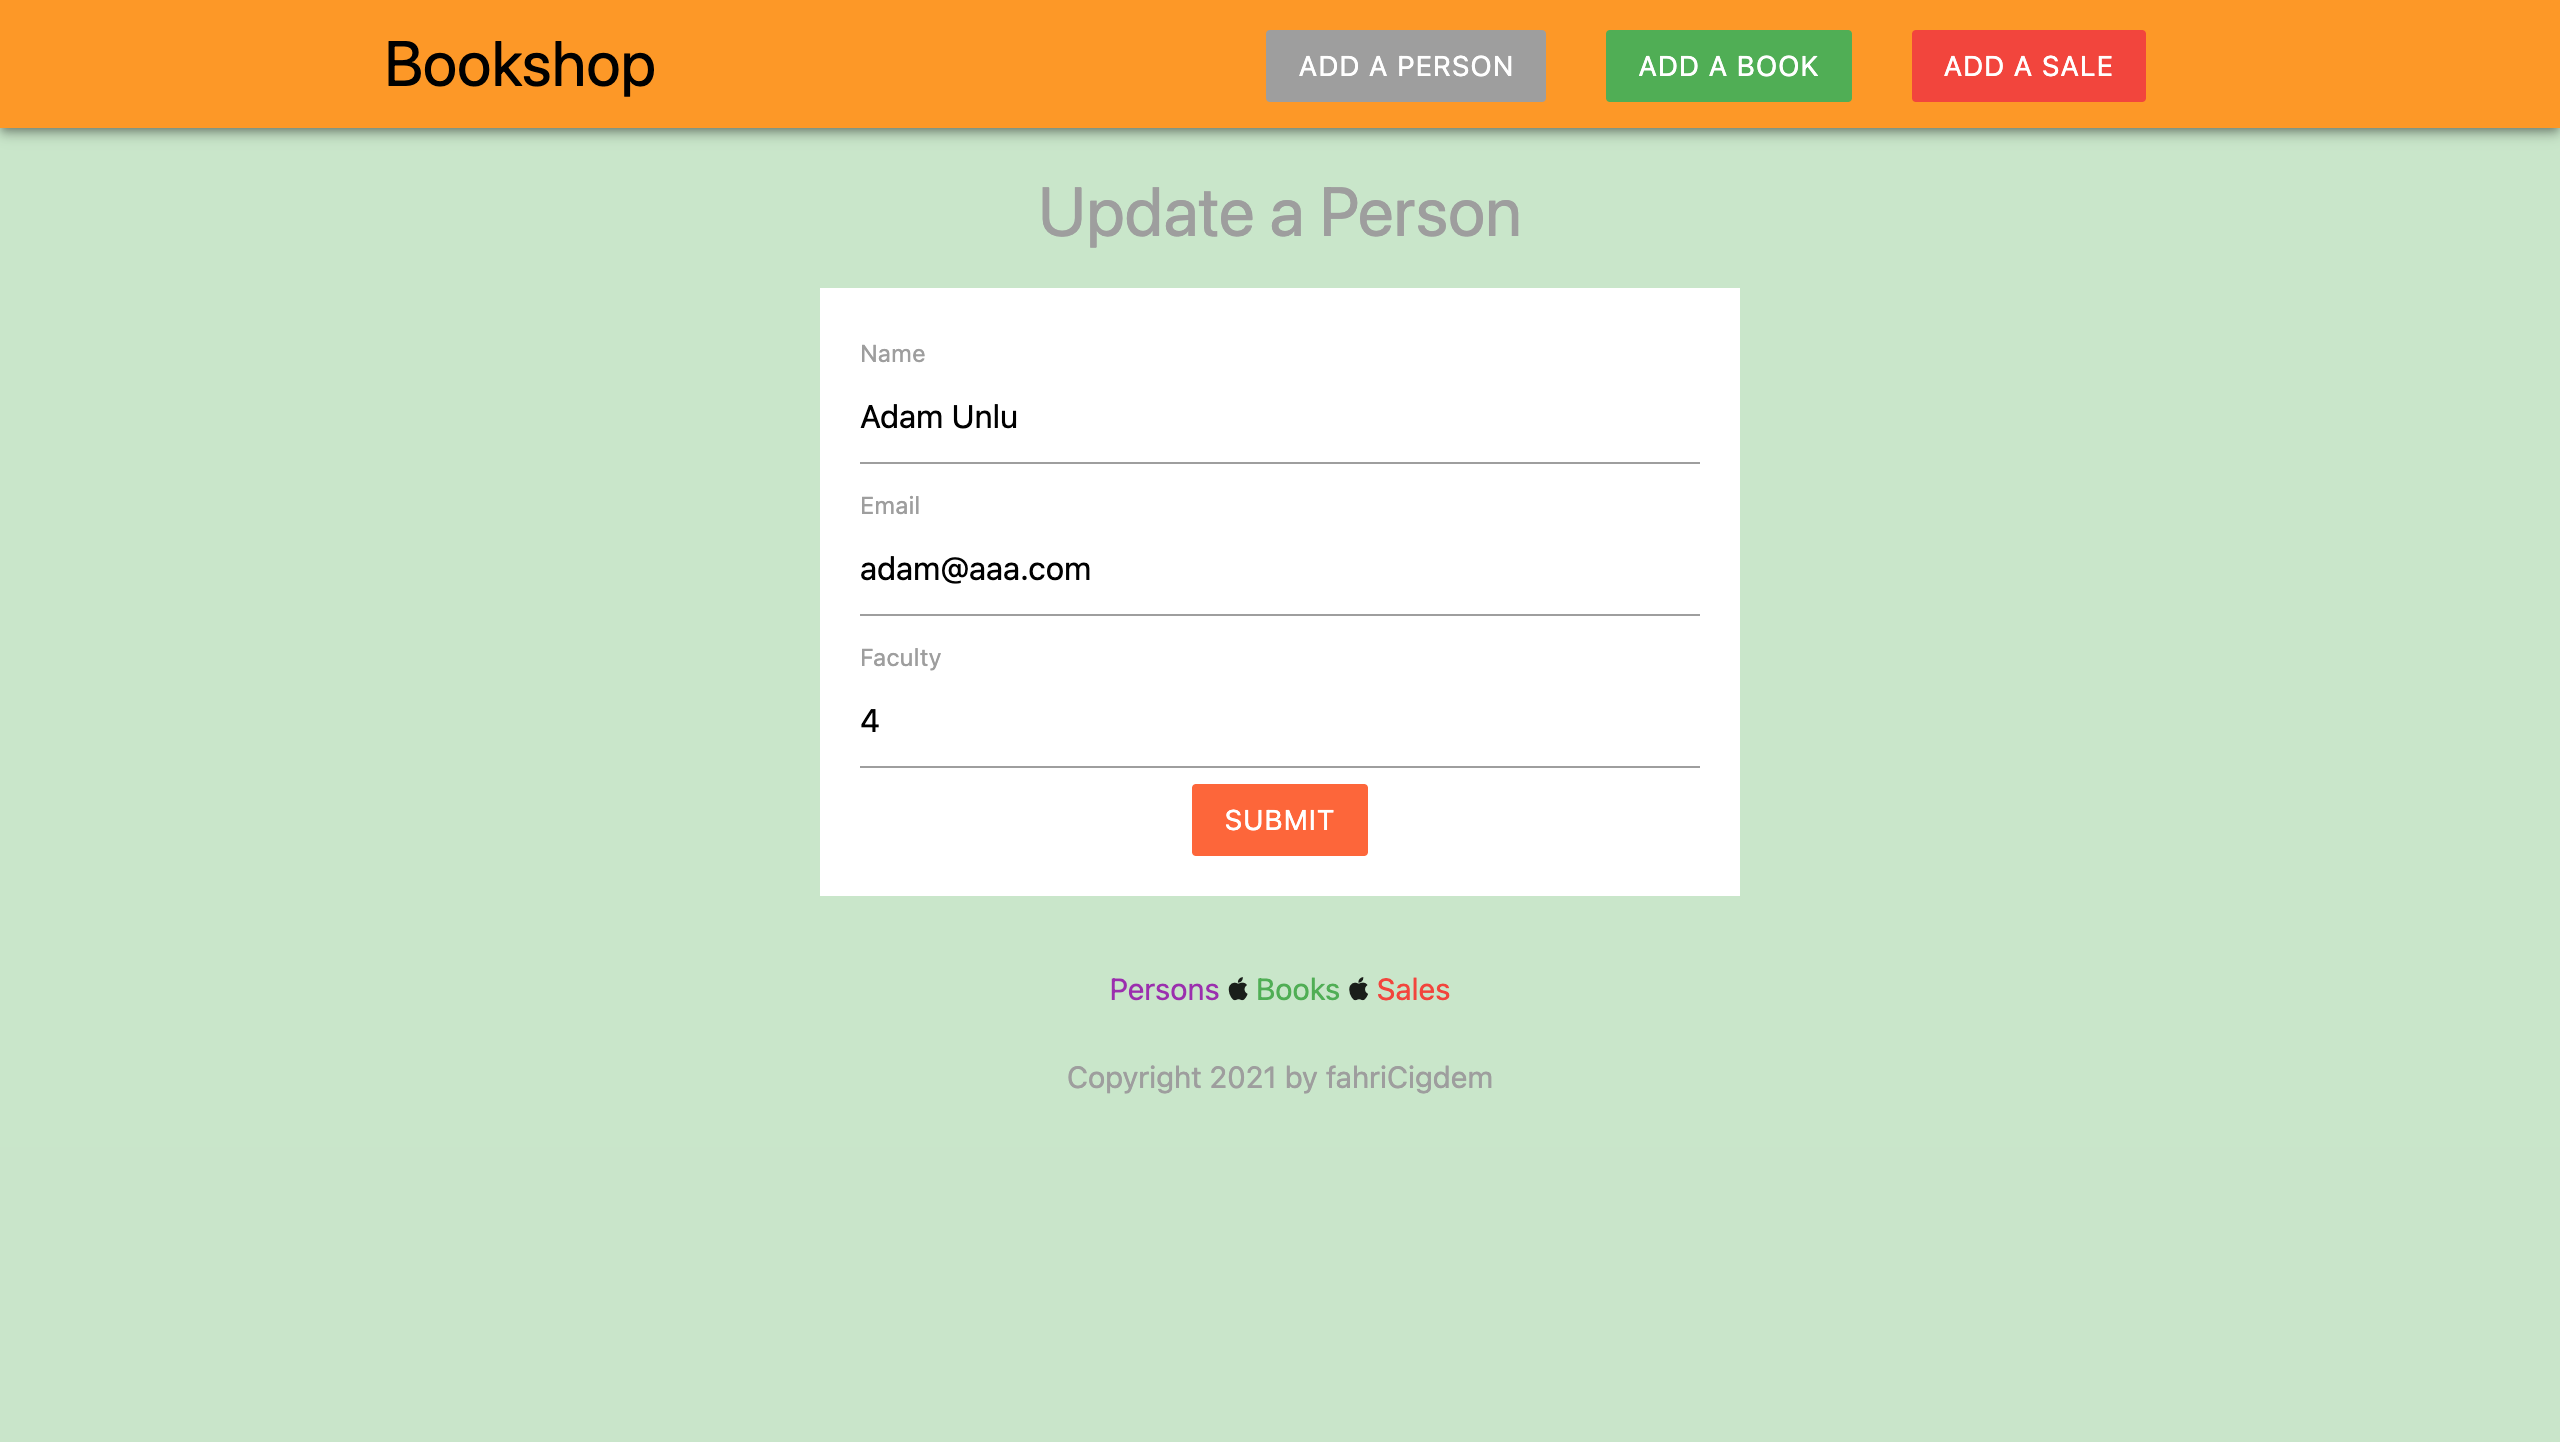 Bookshop
ADD A PERSON
ADD A BOOK
ADD A SALE
Update a Person
Name
Adam Unlu
Email
adam@aaa.com
Faculty
4
SUBMIT
Persons Books Sales
Copyright 2021 by fahriCigdem